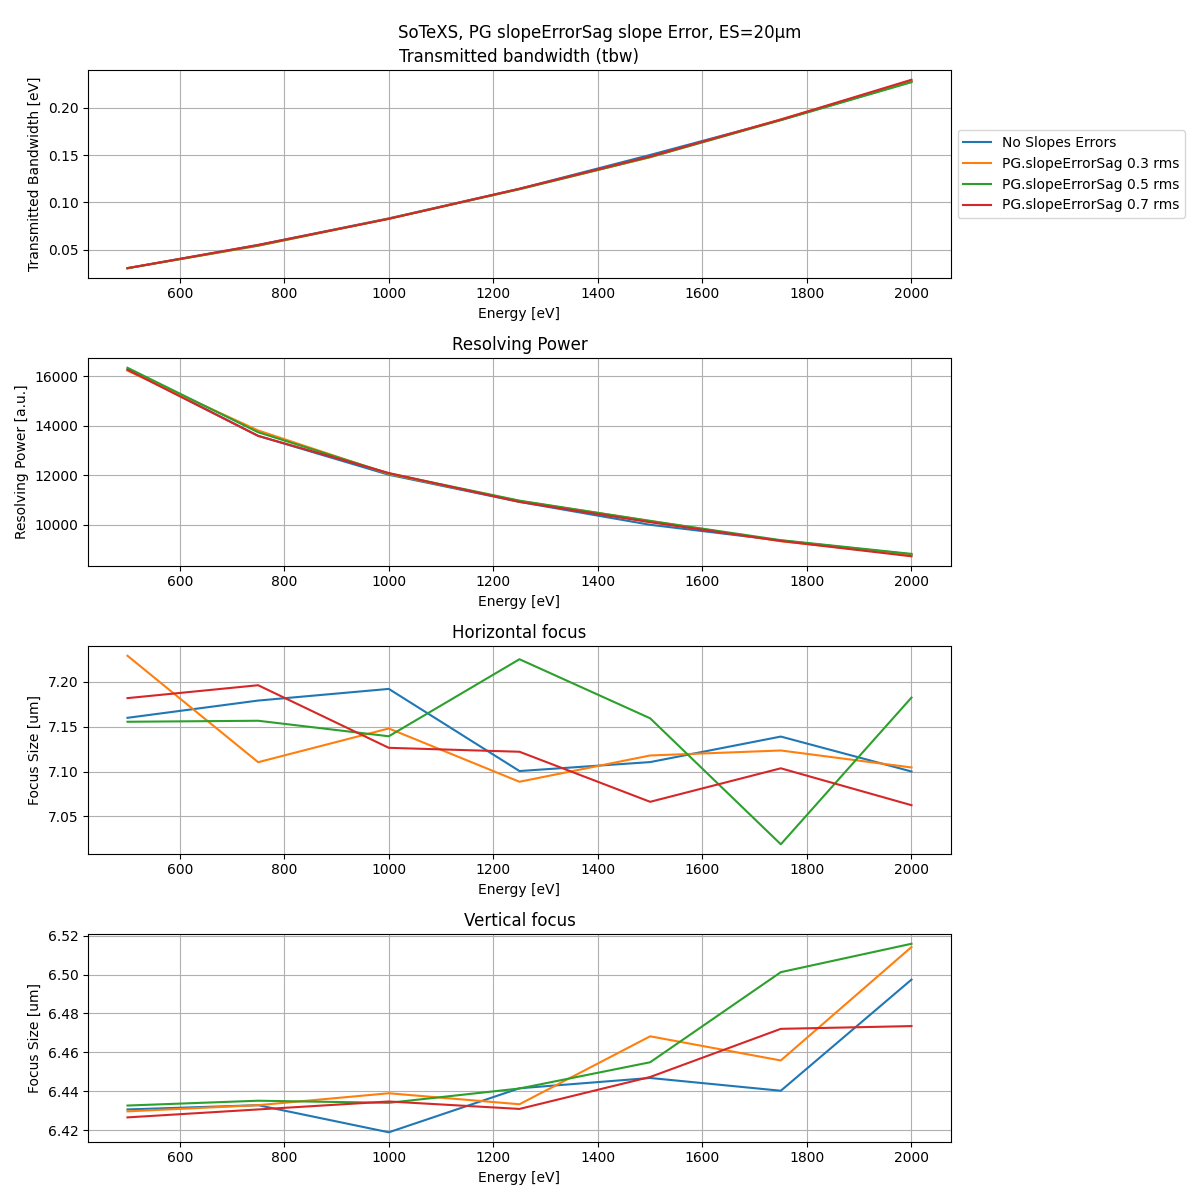 SoTeXS, PG slopeErrorSag slope Error, ES=20μm
Transmitted bandwidth (tbw)
Transmitted Bandwidth [eV]
0.20
0.15
0.10
0.05
600 800 1000 1200 1400 1600 1800 2000
Energy [eV]
No Slopes Errors
PG.slopeErrorSag 0.3 rms
PG.slopeErrorSag 0.5 rms
PG.slopeErrorSag 0.7 rms
Resolving Power
Resolving Power [a.u.]
16000
14000
12000
10000
600 800 1000 1200 1400 1600 1800 2000
Energy [eV]
Horizontal focus
Focus Size [um]
7.20
7.15
7.10
7.05
600 800 1000 1200 1400 1600 1800 2000
Energy [eV]
Vertical focus
Focus Size [um]
6.52
6.50
6.48
6.46
6.44
6.42
600 800 1000 1200 1400 1600 1800 2000
Energy [eV]